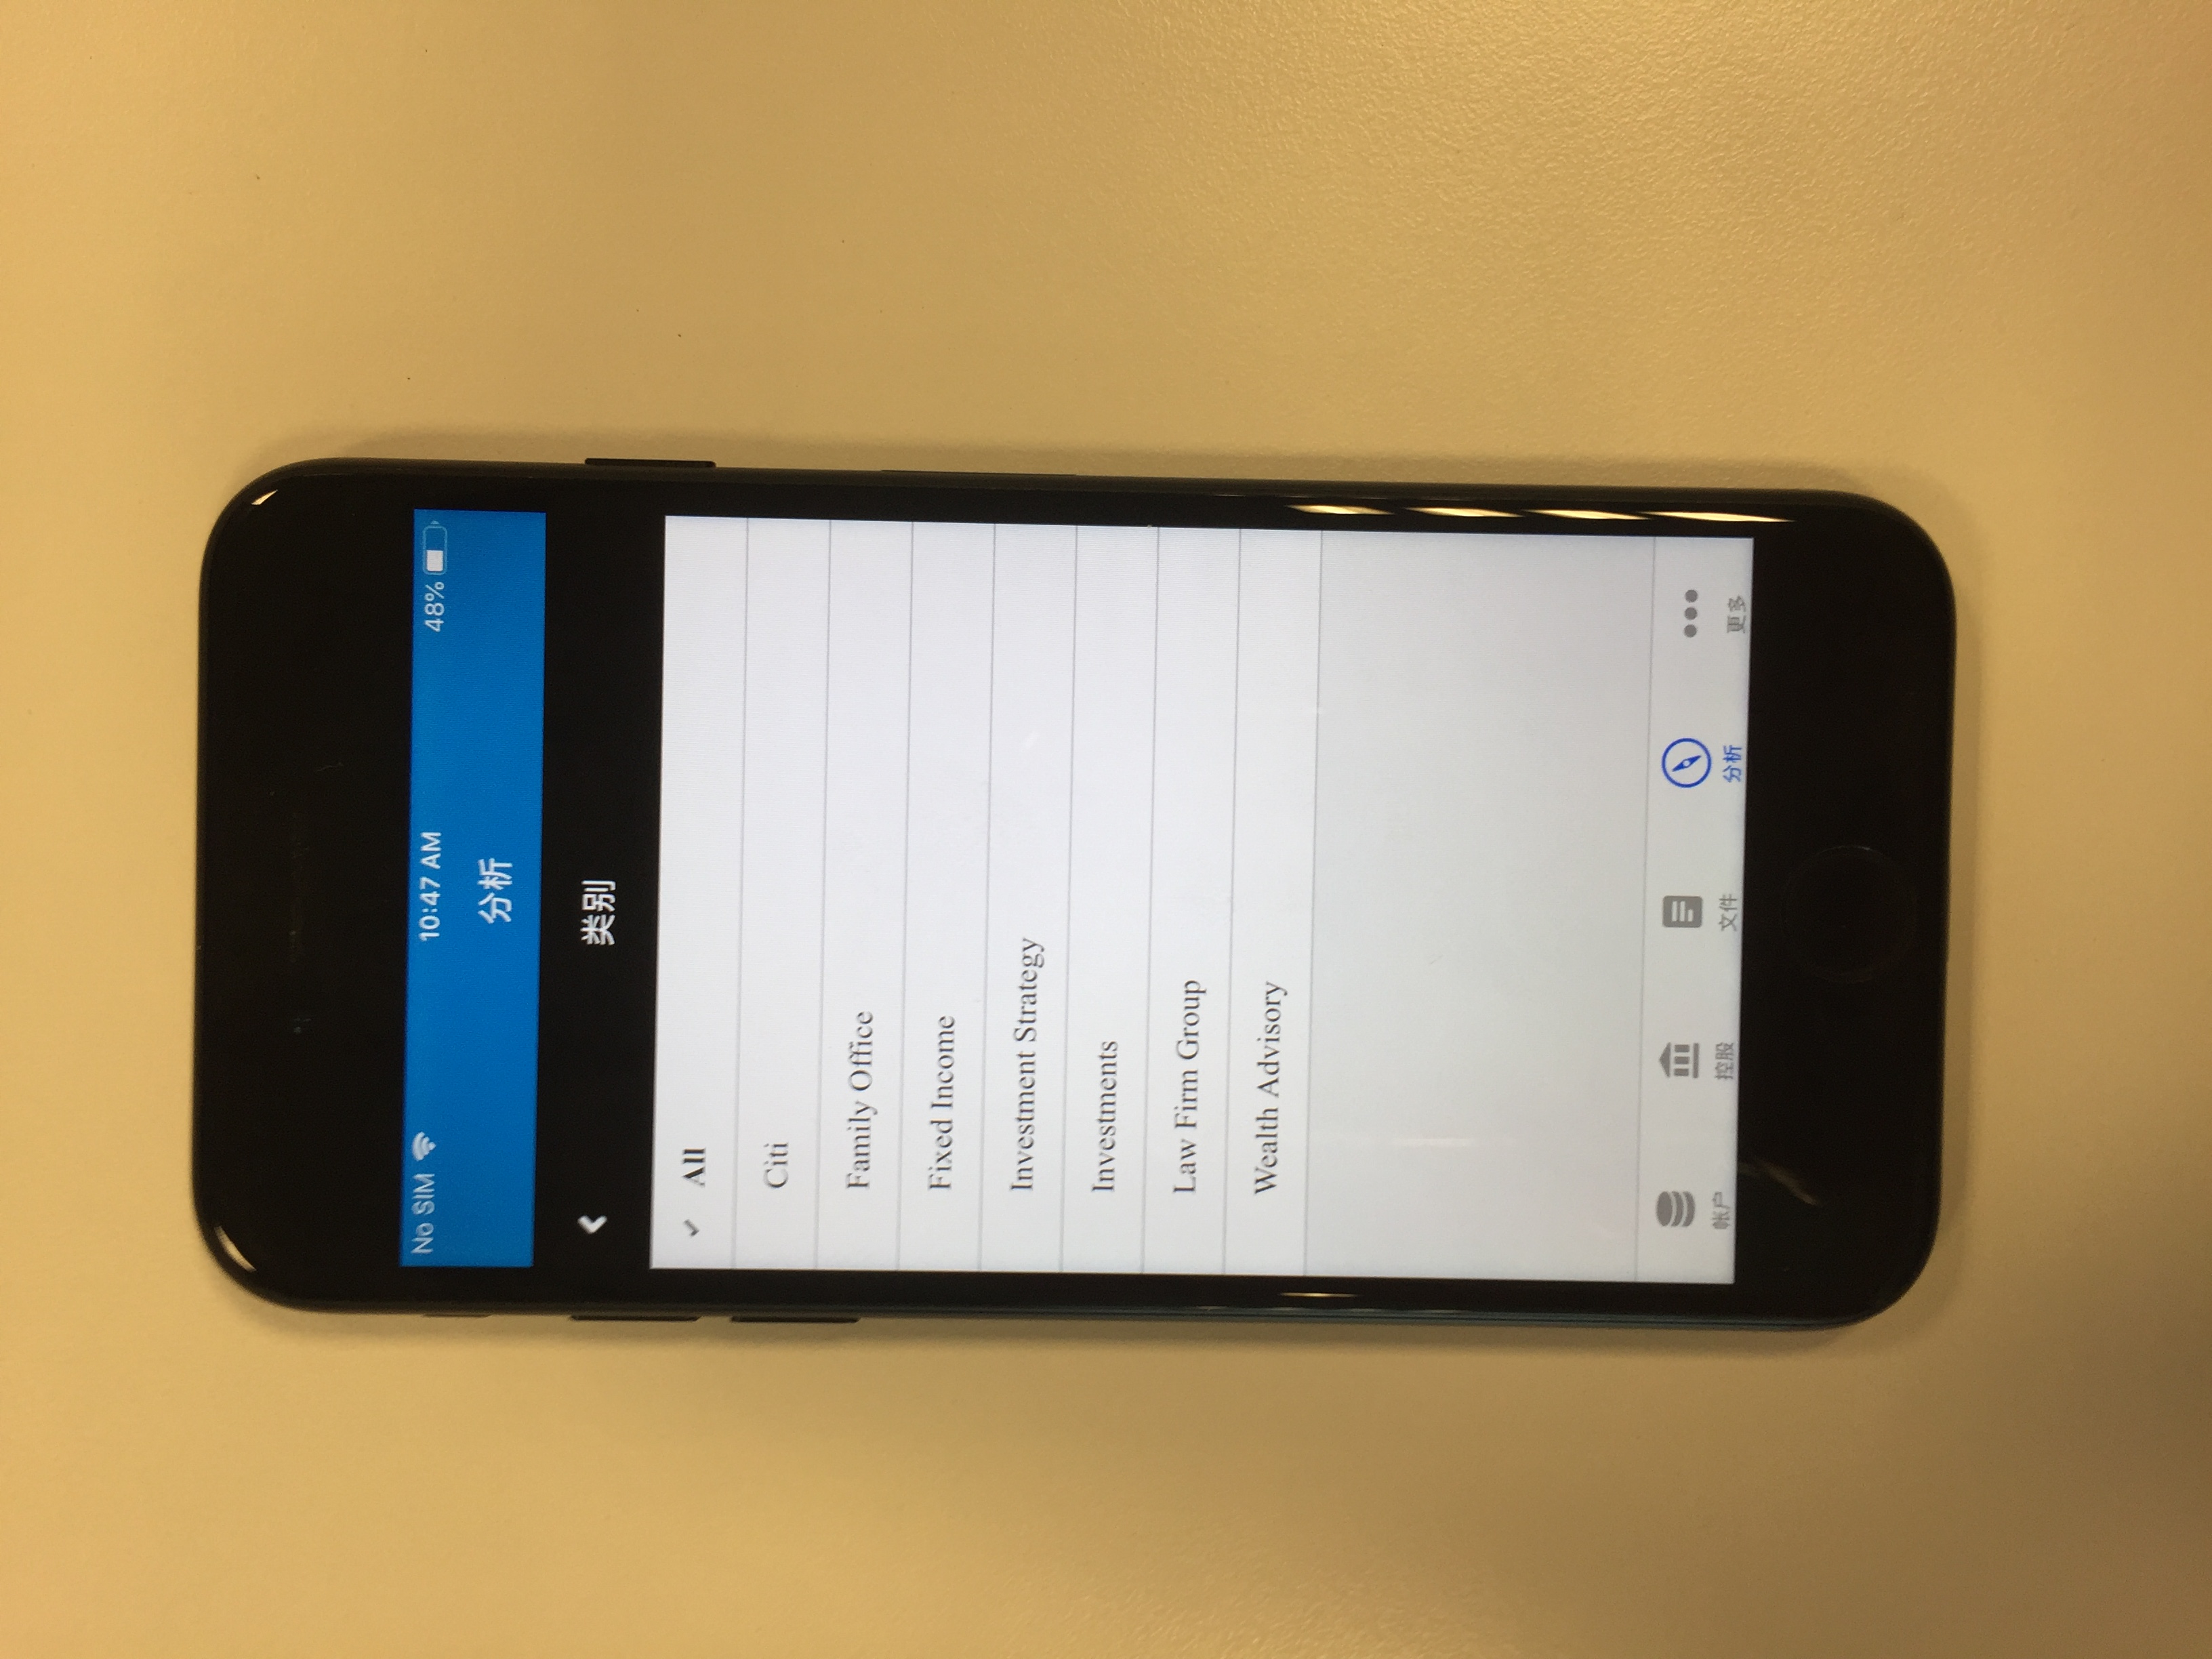 No SIM 10:47 AM 48%
分析
类别
All
Citi
Family Office
Fixed Income
Investment Strategy
Investments
Law Firm Group
Wealth Advisory
帐户 控股 文件 分析 更多